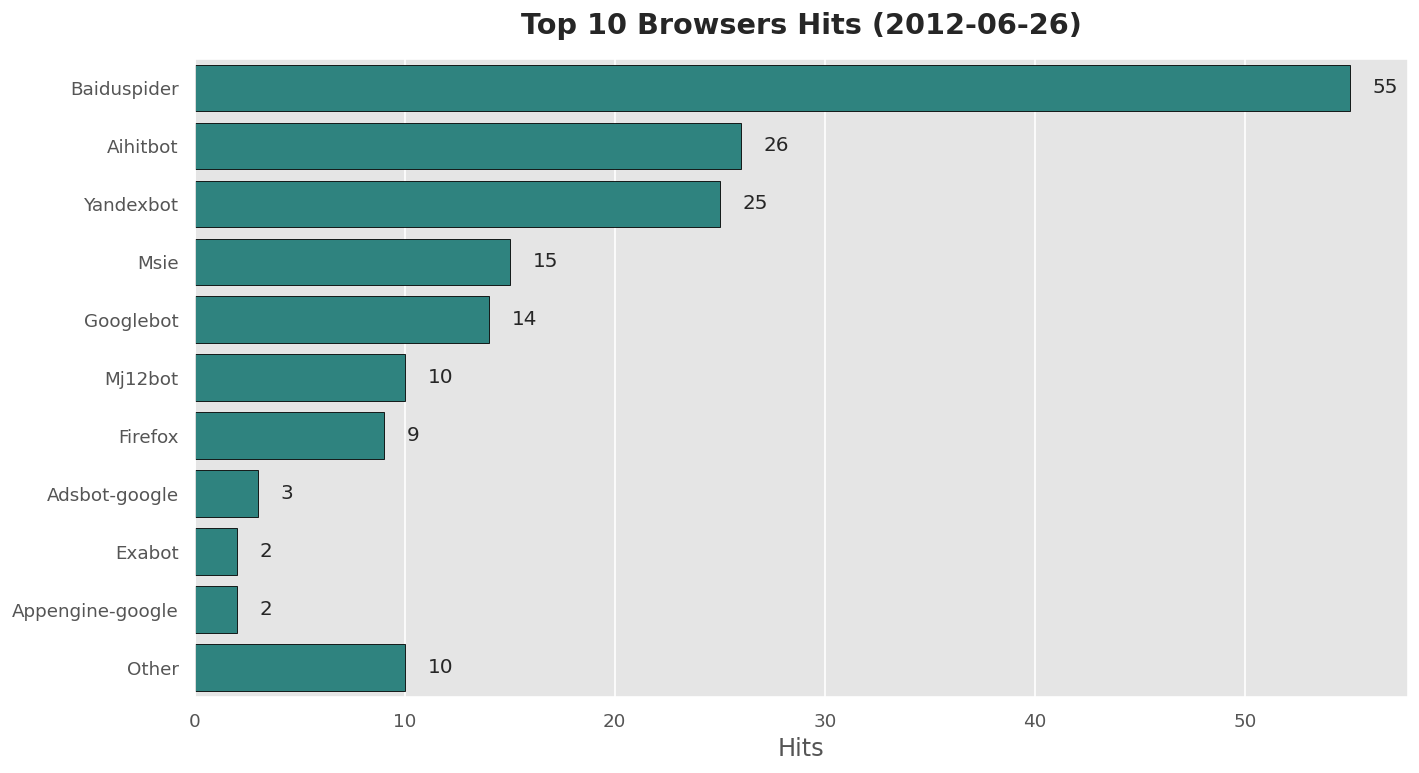 Top 10 Browsers Hits (2012-06-26)
Baiduspider 55
Aihitbot 26
Yandexbot 25
Msie 15
Googlebot 14
Mj12bot 10
Firefox 9
Adsbot-google 3
Exabot 2
Appengine-google 2
Other 10
0 10 20 30 40 50
Hits